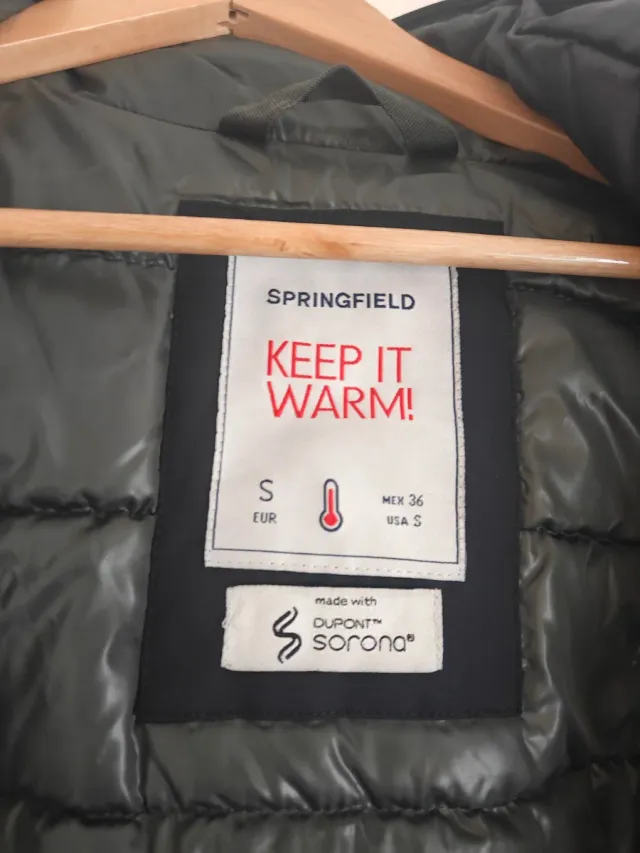 SPRINGFIELD
KEEP IT
WARM!
S
EUR
MEX 36
USA S
made with
DUPONT™
sorona®